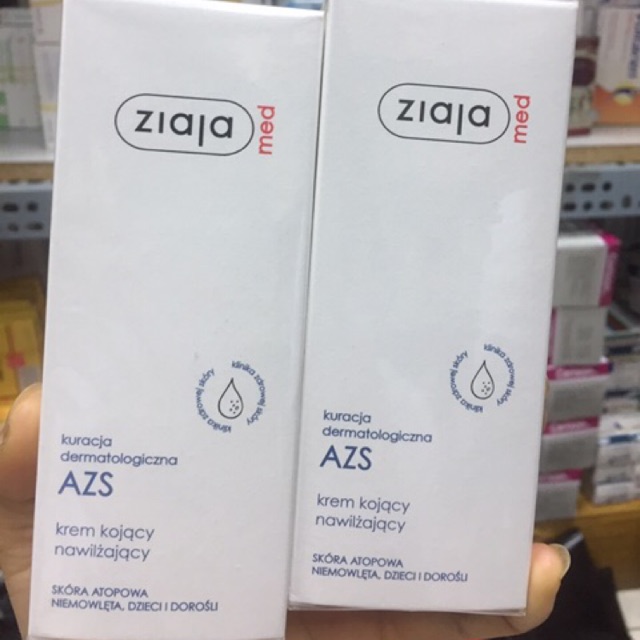 ziaja
med
klinika zdrowej skóry
kuracja
dermatologiczna
AZS
krem kojący
nawilżający
SKÓRA ATOPOWA
NIEMOWLĘTA, DZIECI I DOROŚLI
ziaja
med
klinika zdrowej skóry
kuracja
dermatologiczna
AZS
krem kojący
nawilżający
SKÓRA ATOPOWA
NIEMOWLĘTA, DZIECI I DOROŚLI